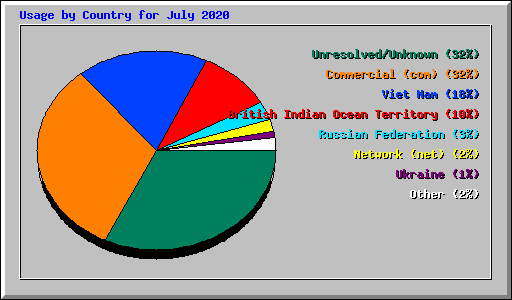 Usage by Country for July 2020
Unresolved/Unknown (32%)
Commercial (com) (32%)
Viet Nam (18%)
British Indian Ocean Territory (10%)
Russian Federation (3%)
Network (net) (2%)
Ukraine (1%)
Other (2%)